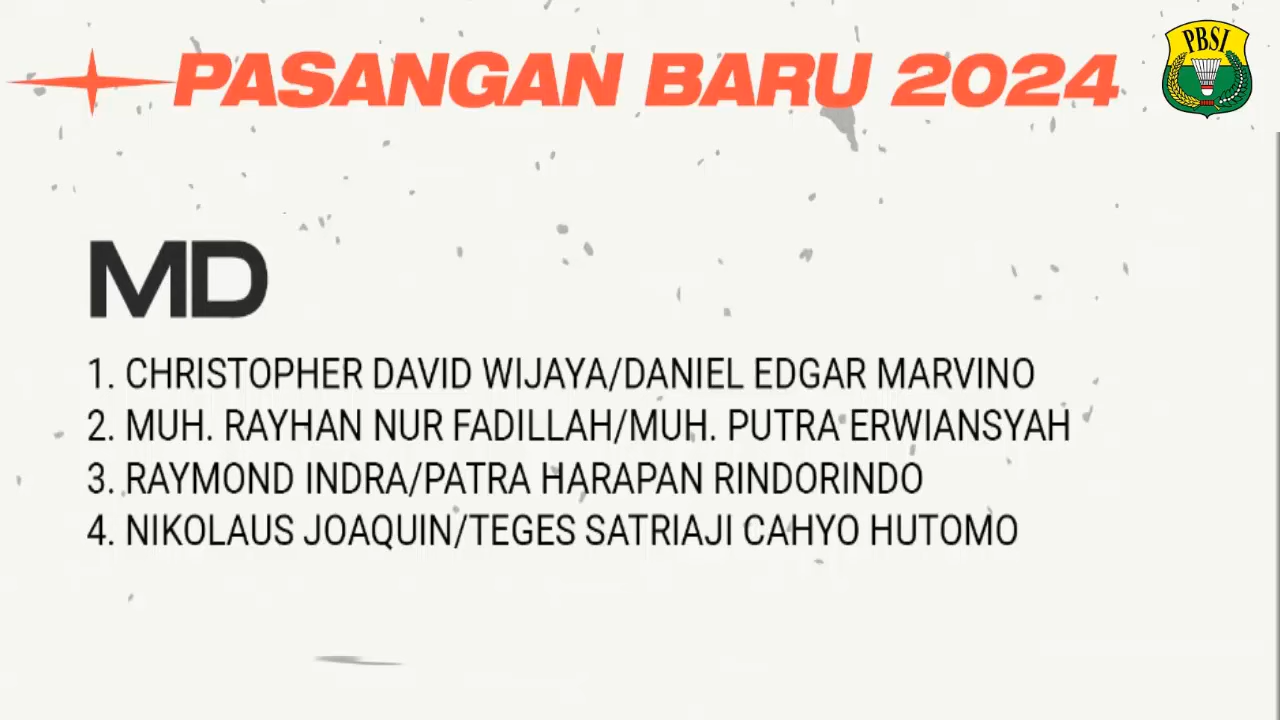 PASANGAN BARU 2024
PBSI
MD
1. CHRISTOPHER DAVID WIJAYA/DANIEL EDGAR MARVINO
2. MUH. RAYHAN NUR FADILLAH/MUH. PUTRA ERWIANSYAH
3. RAYMOND INDRA/PATRA HARAPAN RINDORINDO
4. NIKOLAUS JOAQUIN/TEGES SATRIAJI CAHYO HUTOMO